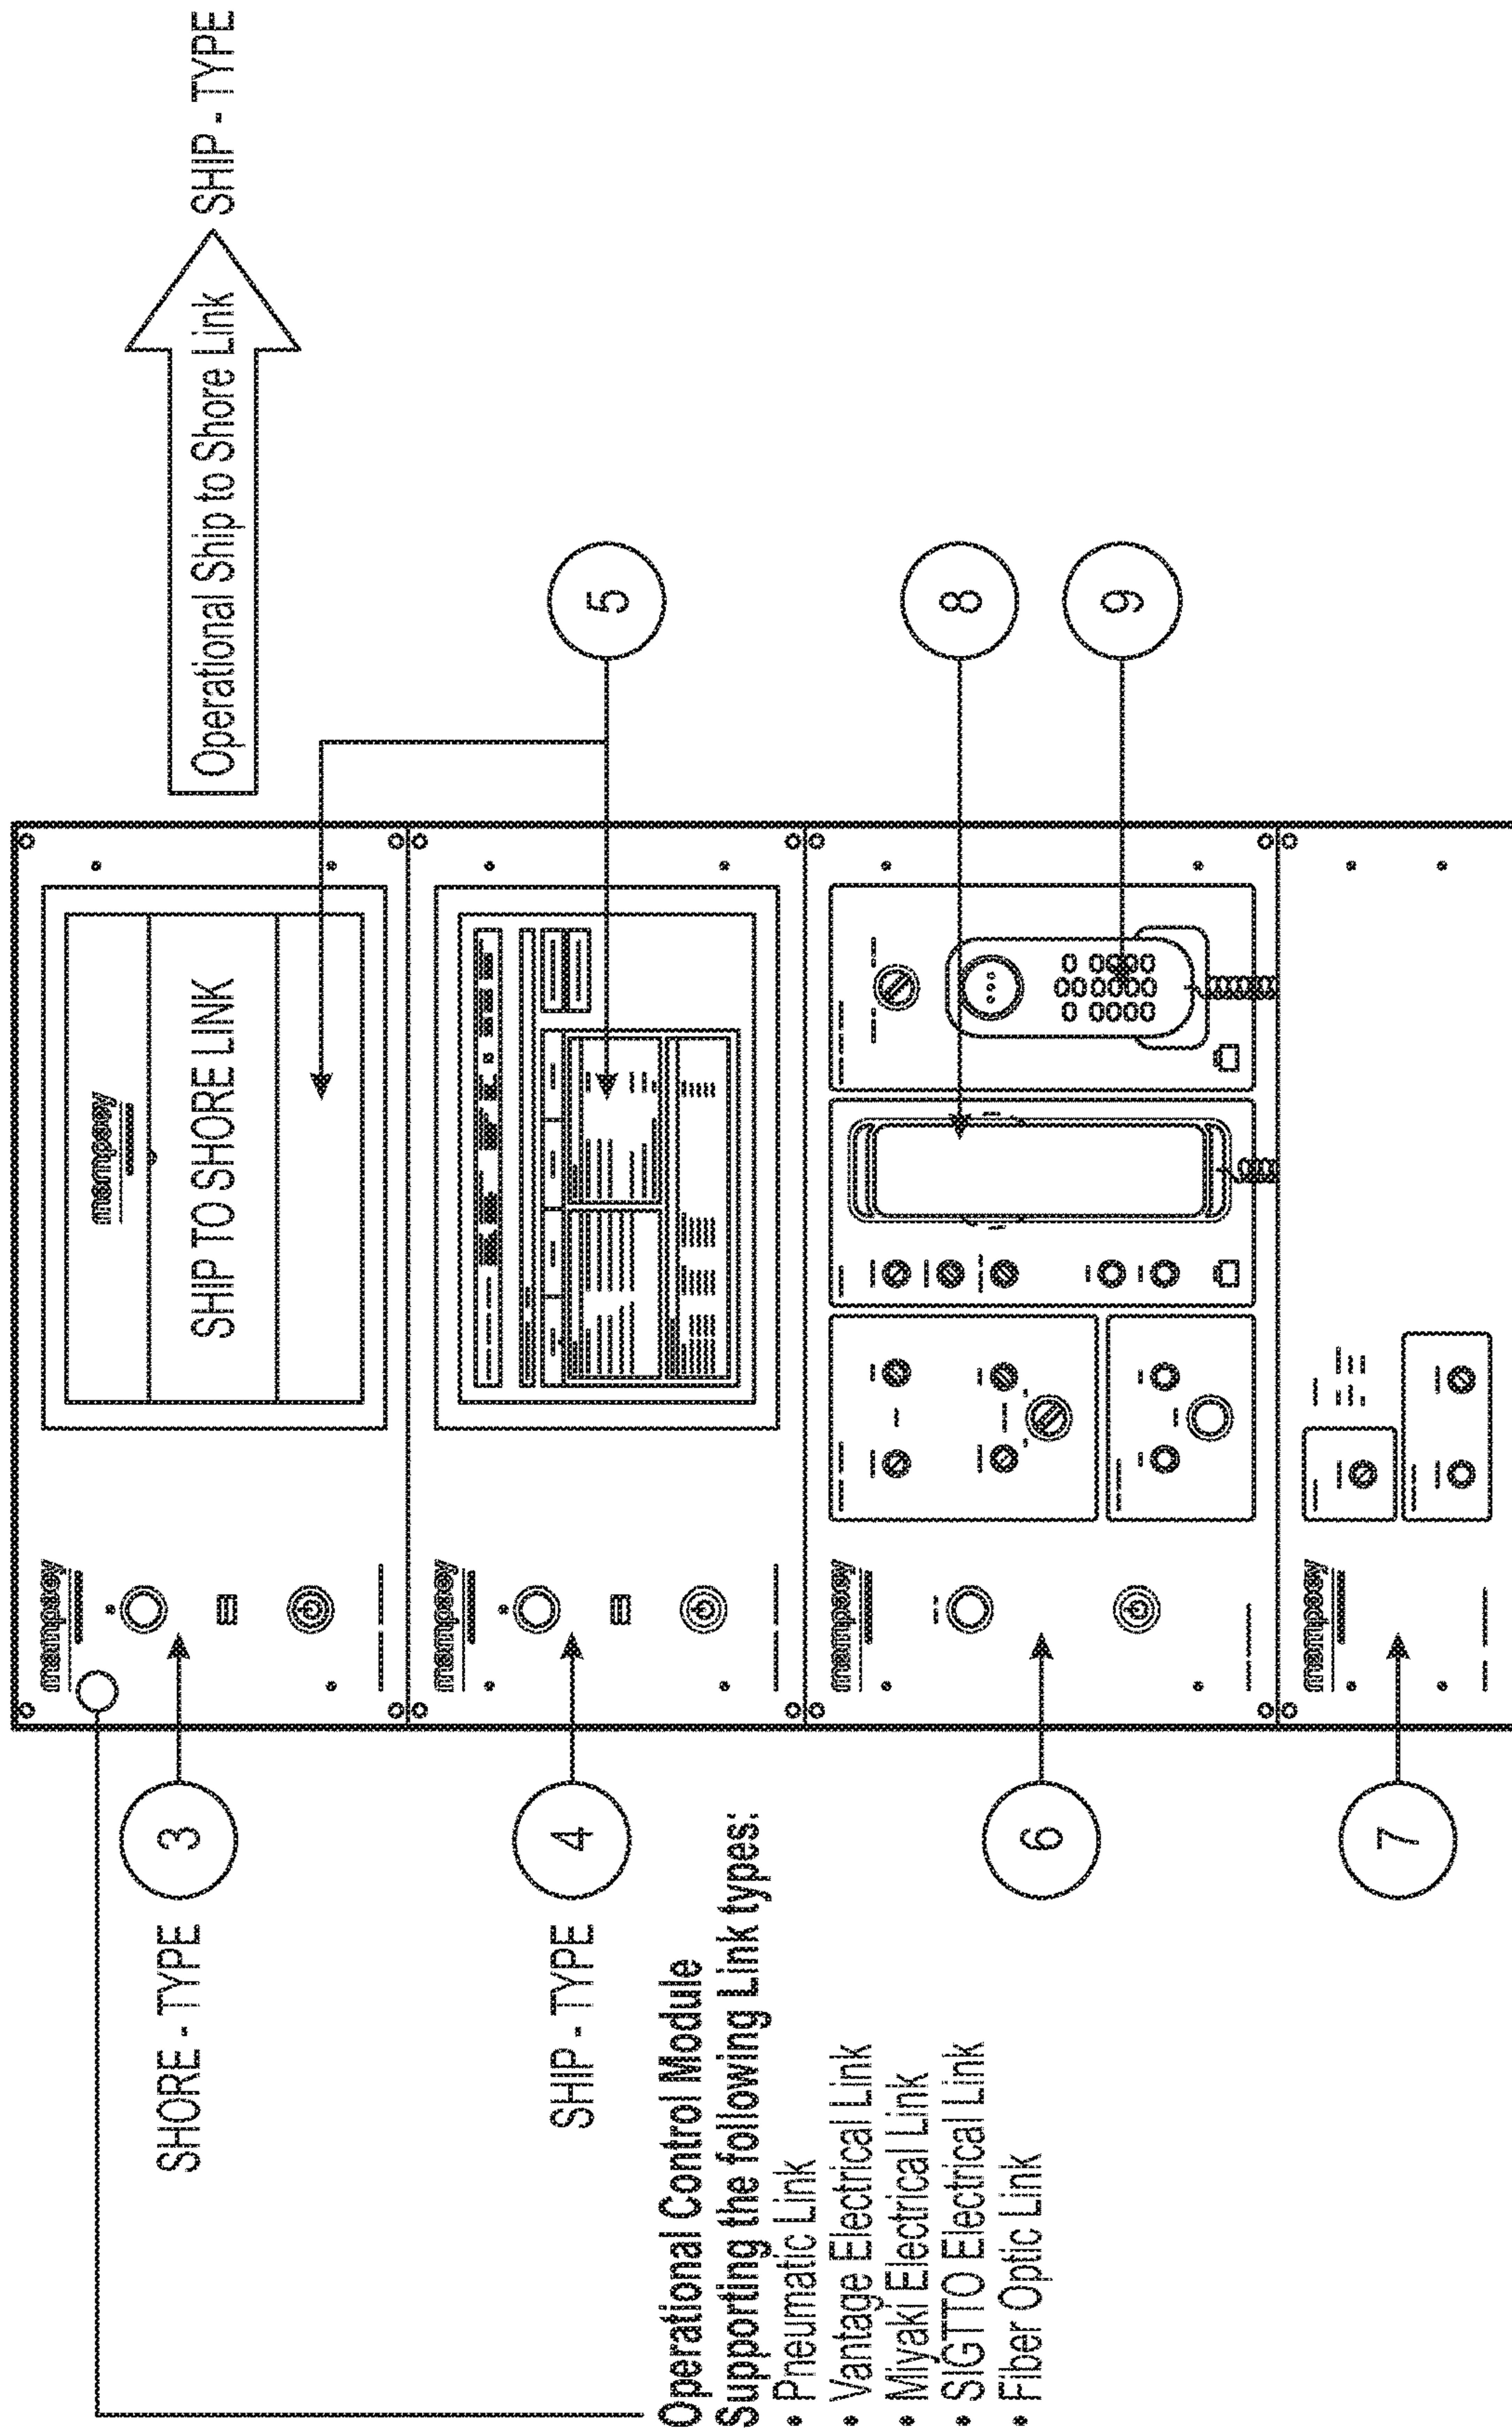 SHORE - TYPE
3
mampaey
mampaey
SHIP TO SHORE LINK
Operational Ship to Shore Link
SHIP - TYPE
SHIP - TYPE
4
mampaey
5
Operational Control Module
Supporting the following Link types:
• Pneumatic Link
• Vantage Electrical Link
• Miyaki Electrical Link
• SIGTTO Electrical Link
• Fiber Optic Link
6
mampaey
8
9
7
mampaey